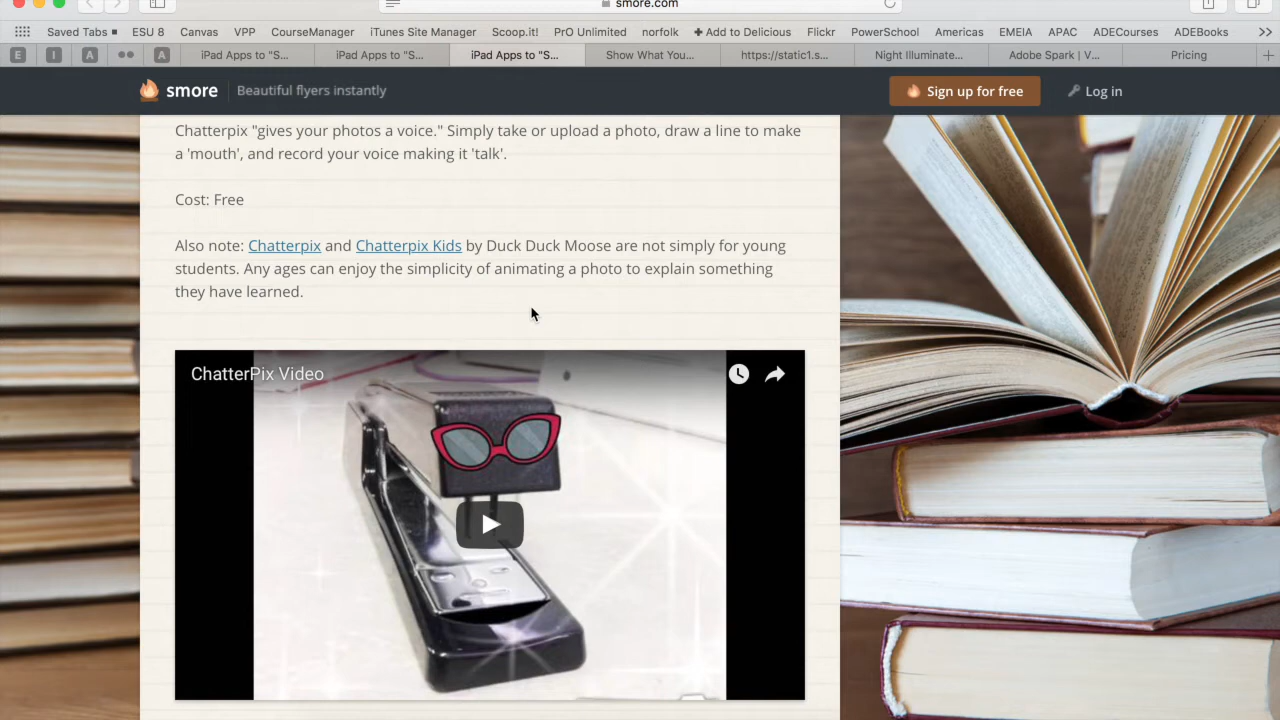 smore.com
Saved Tabs ESU 8 Canvas VPP CourseManager iTunes Site Manager Scoop.it! PrO Unlimited norfolk + Add to Delicious Flickr PowerSchool Americas EMEIA APAC ADECourses ADEBooks >>
E I A A iPad Apps to "S... iPad Apps to "S... iPad Apps to "S... Show What You... https://static1.s... Night Illuminate... Adobe Spark | V... Pricing +
smore Beautiful flyers instantly Sign up for free Log in
Chatterpix "gives your photos a voice." Simply take or upload a photo, draw a line to make
a 'mouth', and record your voice making it 'talk'.
Cost: Free
Also note: Chatterpix and Chatterpix Kids by Duck Duck Moose are not simply for young
students. Any ages can enjoy the simplicity of animating a photo to explain something
they have learned.
ChatterPix Video